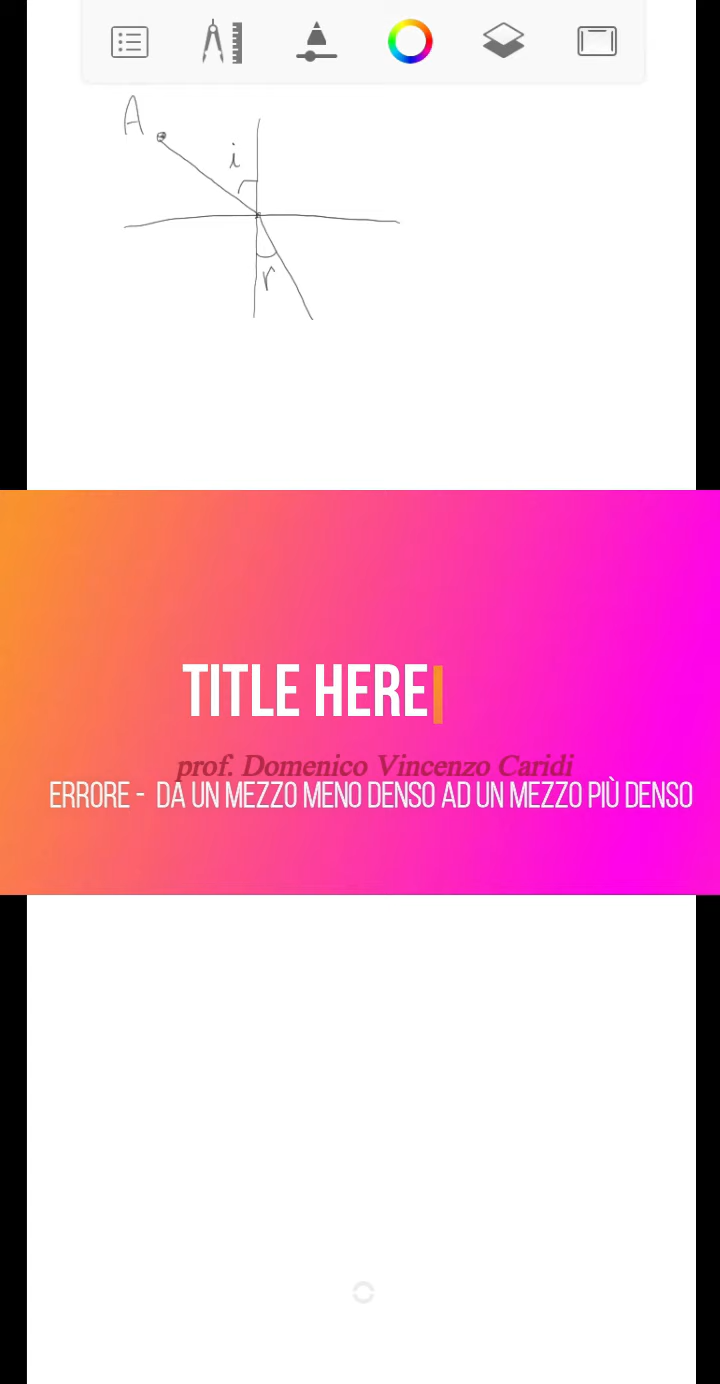 A
i
r
TITLE HERE
prof. Domenico Vincenzo Caridi
ERRORE - DA UN MEZZO MENO DENSO AD UN MEZZO PIÙ DENSO